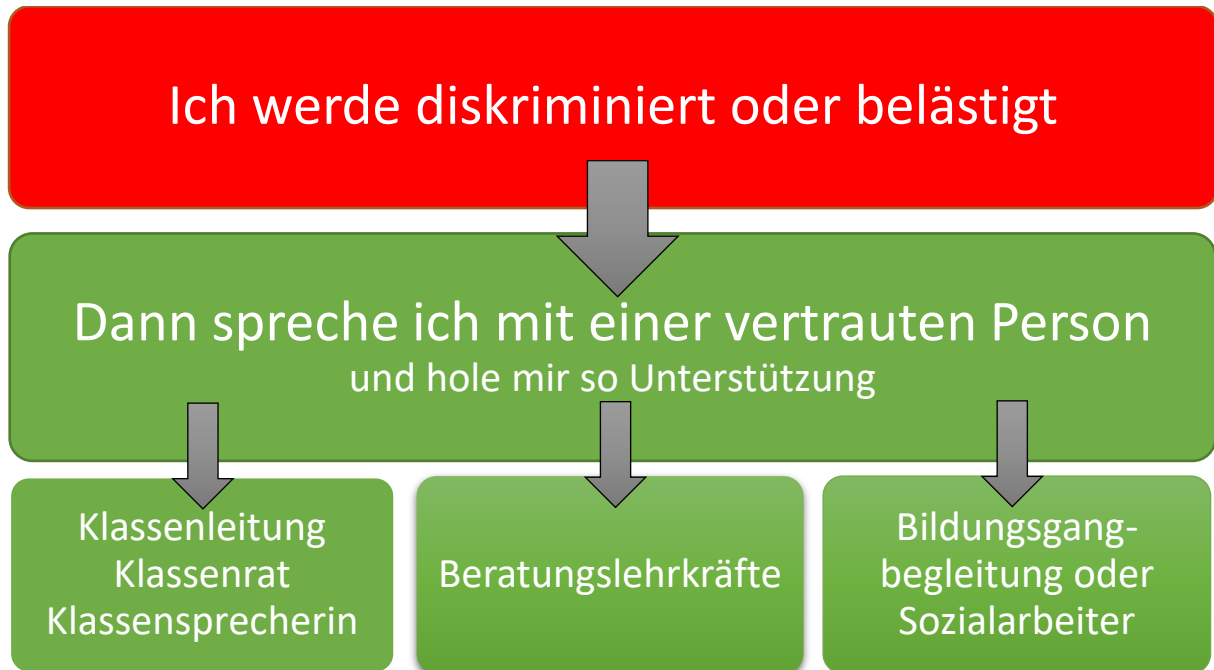 Ich werde diskriminiert oder belästigt
Dann spreche ich mit einer vertrauten Person
und hole mir so Unterstützung
Klassenleitung
Klassenrat
Klassensprecherin
Beratungslehrkräfte
Bildungsgang-
begleitung oder
Sozialarbeiter